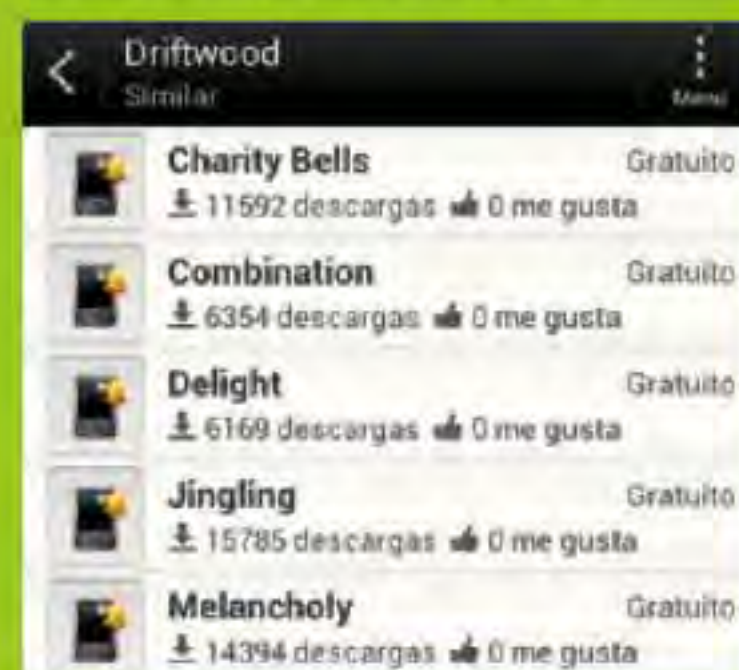 Driftwood
Similar
Menú
Charity Bells Gratuito
11592 descargas 0 me gusta
Combination Gratuito
6354 descargas 0 me gusta
Delight Gratuito
6169 descargas 0 me gusta
Jingling Gratuito
15785 descargas 0 me gusta
Melancholy Gratuito
14394 descargas 0 me gusta